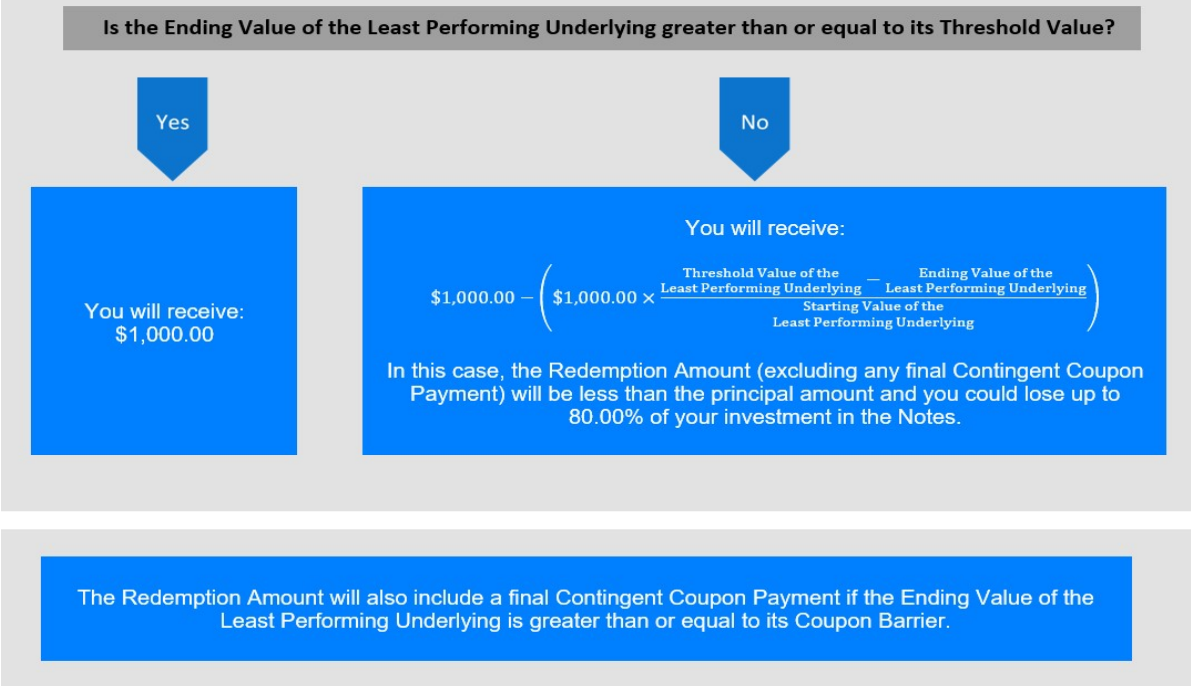 Is the Ending Value of the Least Performing Underlying greater than or equal to its Threshold Value?
Yes
No
You will receive:
$1,000.00
You will receive:
$1,000.00 − ($1,000.00 × (Threshold Value of the Least Performing Underlying − Ending Value of the Least Performing Underlying) / Starting Value of the Least Performing Underlying)
In this case, the Redemption Amount (excluding any final Contingent Coupon
Payment) will be less than the principal amount and you could lose up to
80.00% of your investment in the Notes.
The Redemption Amount will also include a final Contingent Coupon Payment if the Ending Value of the
Least Performing Underlying is greater than or equal to its Coupon Barrier.